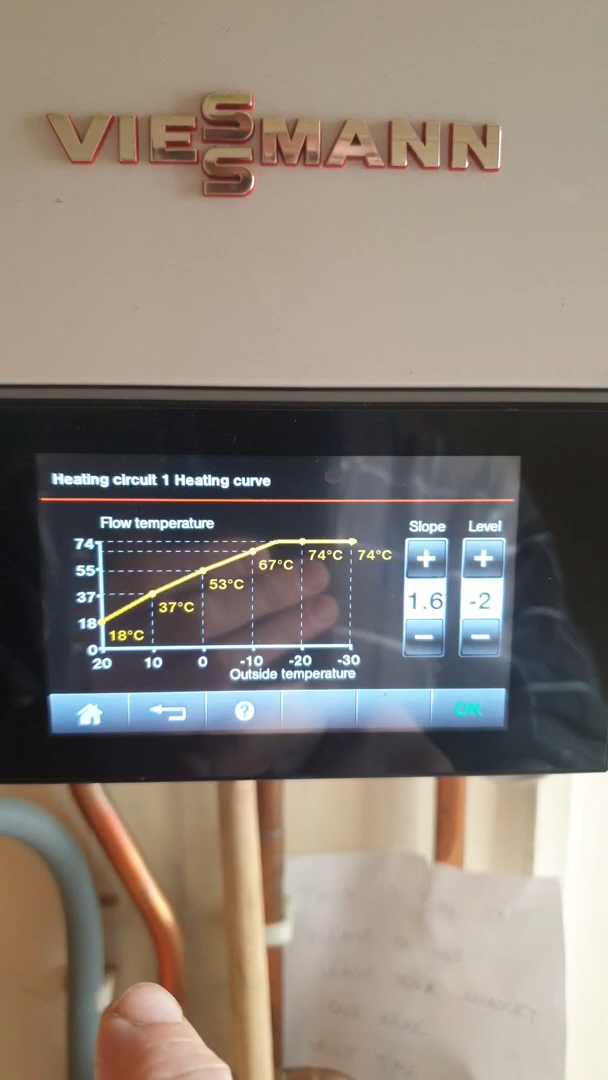 VIESSMANN
Heating circuit 1 Heating curve
Flow temperature
Slope
Level
74
55
37
18
0
18°C
37°C
53°C
67°C
74°C
74°C
20
10
0
-10
-20
-30
Outside temperature
+
+
1.6
-2
−
−
?
OK